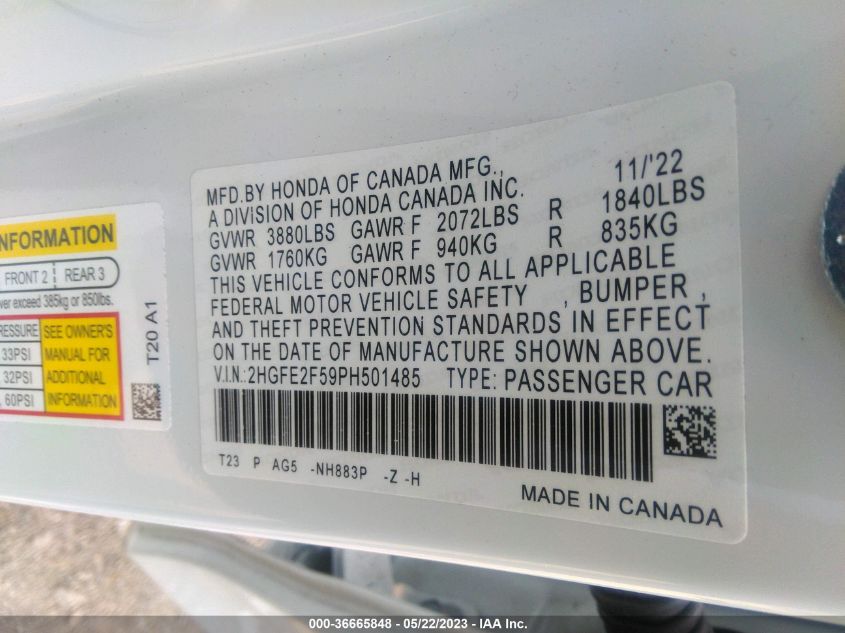 NFORMATION
FRONT 2 REAR 3
ver exceed 385kg or 850lbs.
RESSURE SEE OWNER'S
33PSI MANUAL FOR
32PSI ADDITIONAL
60PSI INFORMATION
T20 A1
MFD.BY HONDA OF CANADA MFG., 11/'22
A DIVISION OF HONDA CANADA INC.
GVWR 3880LBS GAWR F 2072LBS R 1840LBS
GVWR 1760KG GAWR F 940KG R 835KG
THIS VEHICLE CONFORMS TO ALL APPLICABLE
FEDERAL MOTOR VEHICLE SAFETY , BUMPER ,
AND THEFT PREVENTION STANDARDS IN EFFECT
ON THE DATE OF MANUFACTURE SHOWN ABOVE.
V.I.N.:2HGFE2F59PH501485 TYPE: PASSENGER CAR
T23 P AG5 -NH883P -Z -H
MADE IN CANADA
000-36665848 - 05/22/2023 - IAA Inc.